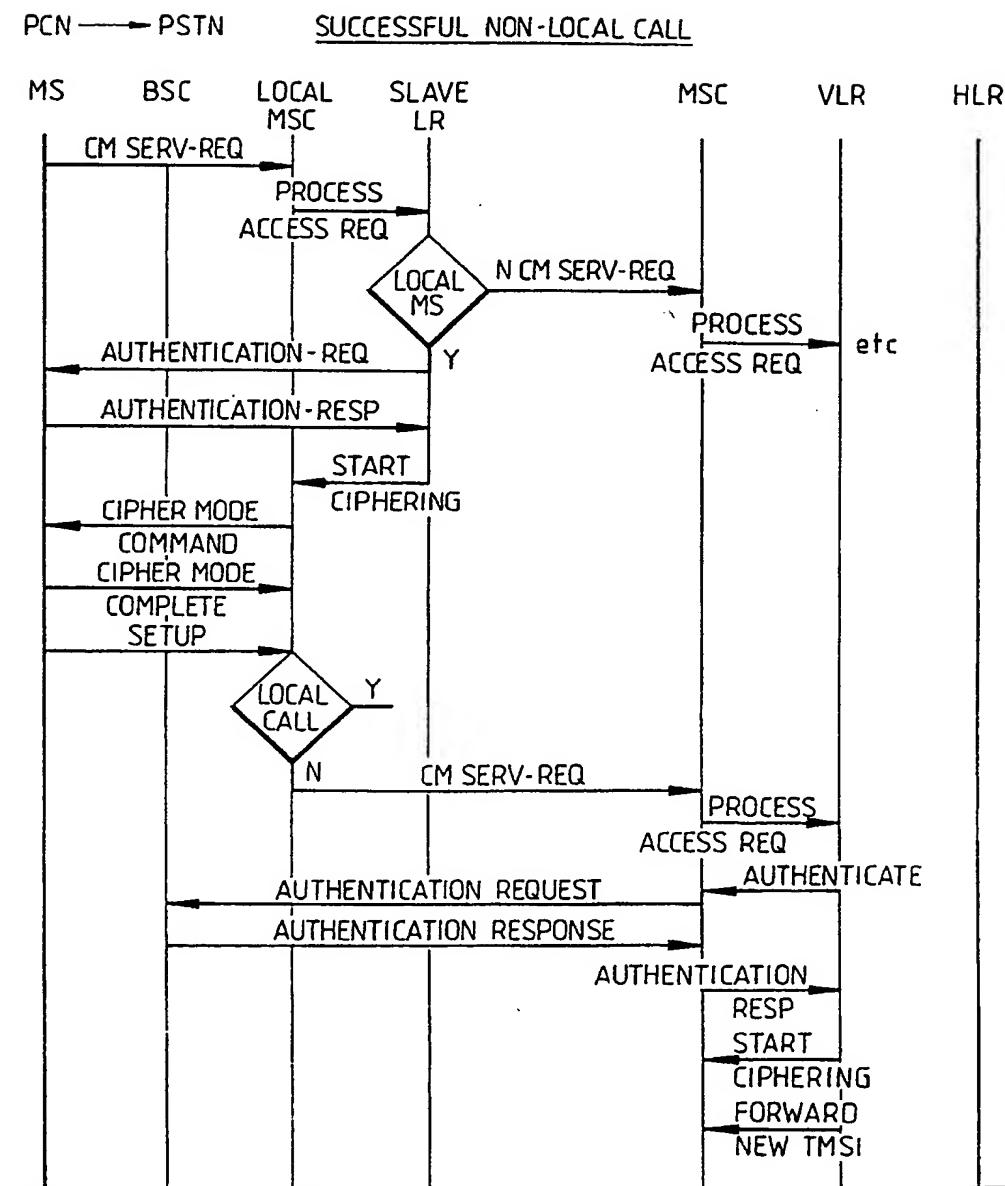 PCN → PSTN SUCCESSFUL NON-LOCAL CALL
MS BSC LOCAL MSC SLAVE LR MSC VLR HLR
CM SERV-REQ
PROCESS
ACCESS REQ
LOCAL
MS
N CM SERV-REQ
PROCESS
ACCESS REQ
etc
Y
AUTHENTICATION-REQ
AUTHENTICATION-RESP
START
CIPHERING
CIPHER MODE
COMMAND
CIPHER MODE
COMPLETE
SETUP
LOCAL
CALL
Y
N
CM SERV-REQ
PROCESS
ACCESS REQ
AUTHENTICATE
AUTHENTICATION REQUEST
AUTHENTICATION RESPONSE
AUTHENTICATION
RESP
START
CIPHERING
FORWARD
NEW TMSI